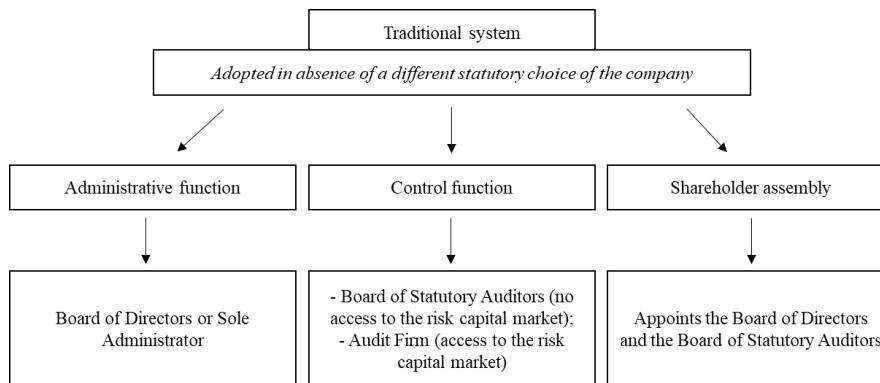 Traditional system
Adopted in absence of a different statutory choice of the company
Administrative function
Control function
Shareholder assembly
Board of Directors or Sole
Administrator
- Board of Statutory Auditors (no
access to the risk capital market);
- Audit Firm (access to the risk
capital market)
Appoints the Board of Directors
and the Board of Statutory Auditors